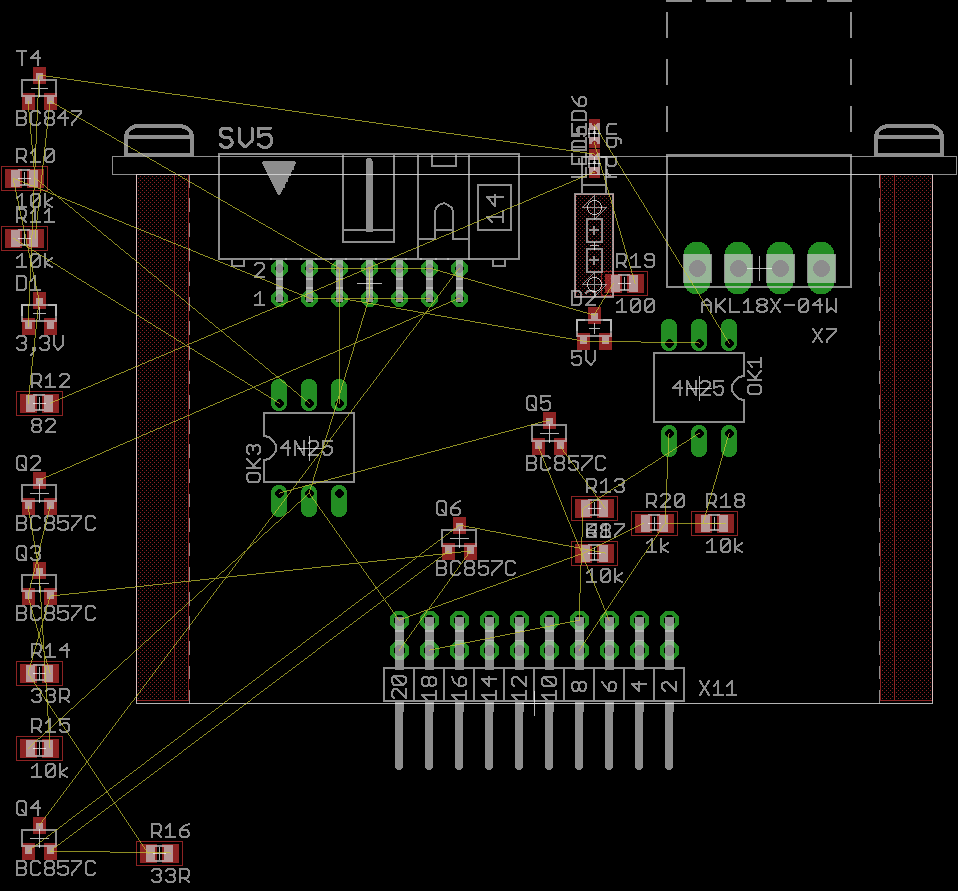 T4
BC847
SV5
LED5D6
R10
10k
R11
10k
14
2
1
D1
3,3V
R19
100
D2
5V
AKL18X-04W
X7
R12
82
4N25
OK1
Q5
BC857C
4N25
OK3
Q2
BC857C
R13
Q6
BC857C
R20
1k
R18
10k
10k
Q3
BC857C
R14
33R
20
18
16
14
12
10
8
6
4
2
X11
R15
10k
Q4
BC857C
R16
33R